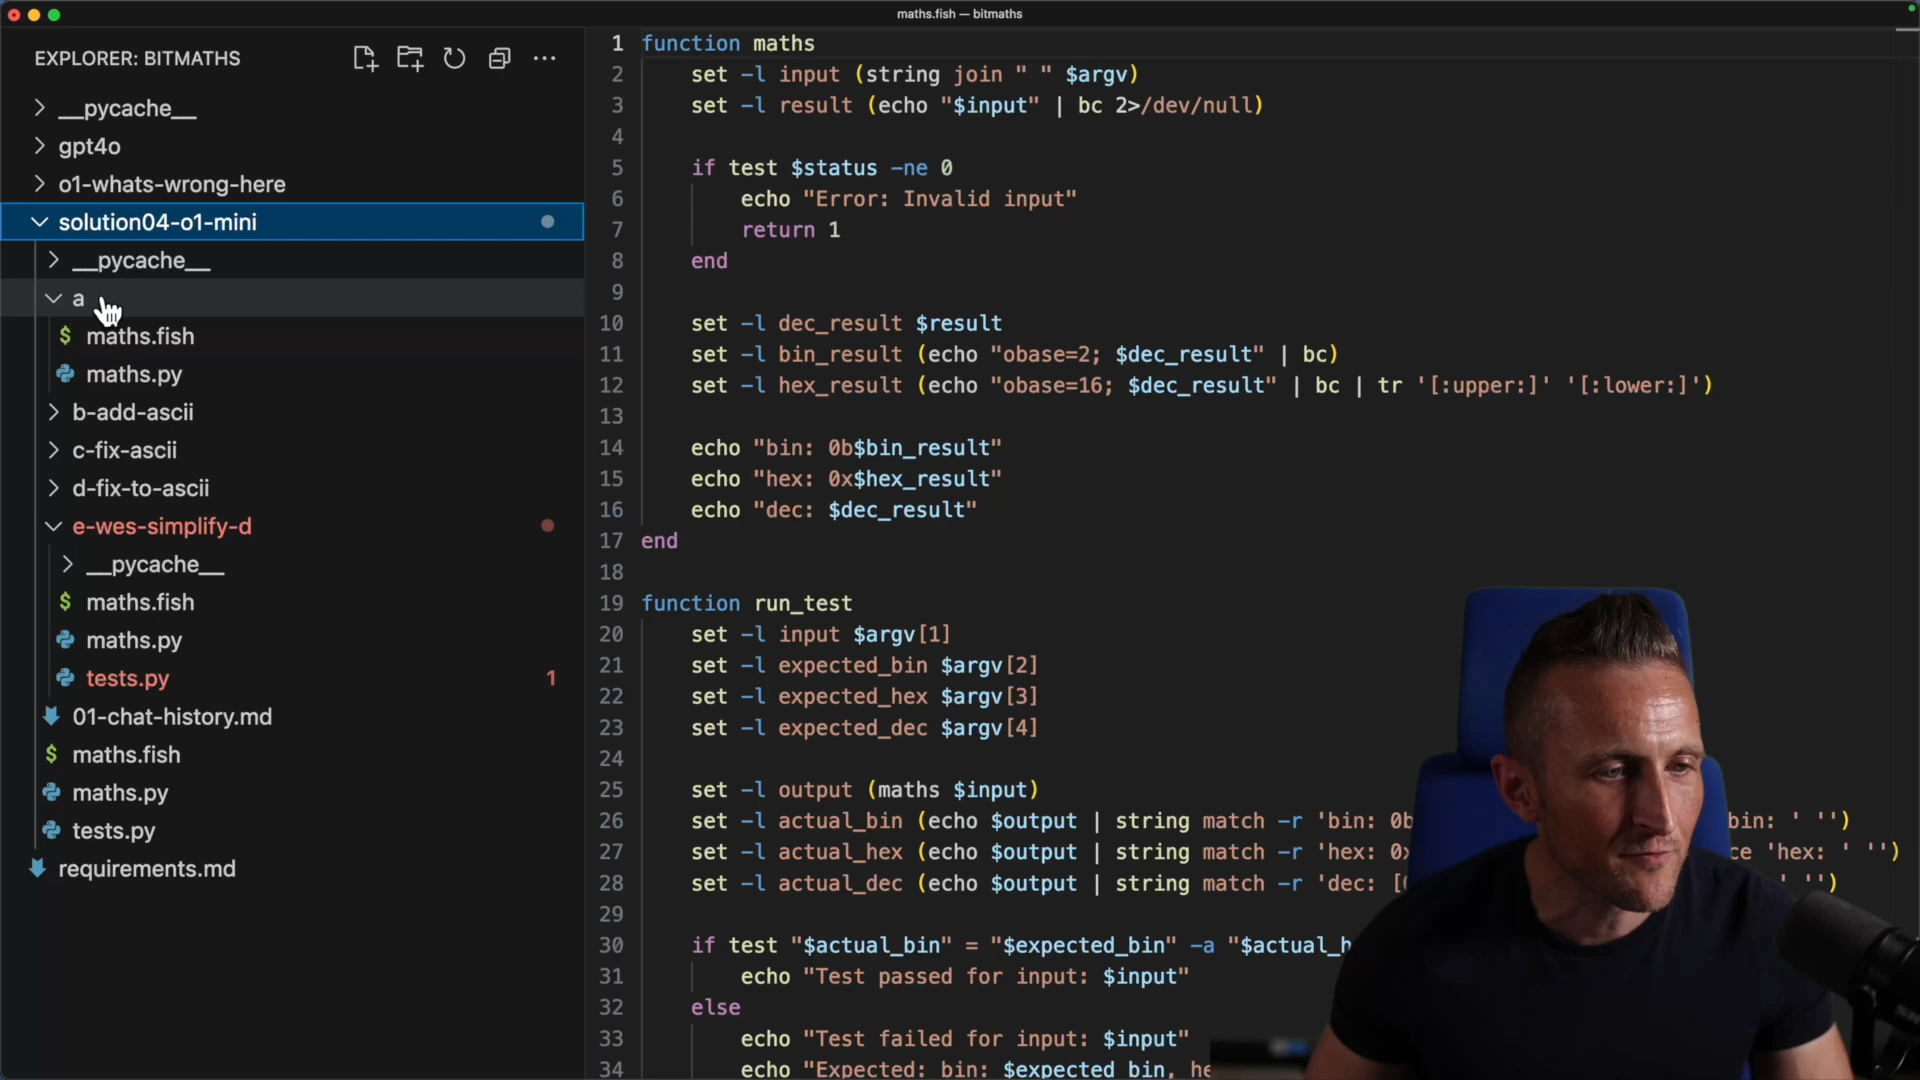 maths.fish — bitmaths
EXPLORER: BITMATHS
__pycache__
gpt4o
o1-whats-wrong-here
solution04-o1-mini
__pycache__
a
$ maths.fish
maths.py
b-add-ascii
c-fix-ascii
d-fix-to-ascii
e-wes-simplify-d
__pycache__
$ maths.fish
maths.py
tests.py 1
01-chat-history.md
$ maths.fish
maths.py
tests.py
requirements.md
1 function maths
2 set -l input (string join " " $argv)
3 set -l result (echo "$input" | bc 2>/dev/null)
4
5 if test $status -ne 0
6 echo "Error: Invalid input"
7 return 1
8 end
9
10 set -l dec_result $result
11 set -l bin_result (echo "obase=2; $dec_result" | bc)
12 set -l hex_result (echo "obase=16; $dec_result" | bc | tr '[:upper:]' '[:lower:]')
13
14 echo "bin: 0b$bin_result"
15 echo "hex: 0x$hex_result"
16 echo "dec: $dec_result"
17 end
18
19 function run_test
20 set -l input $argv[1]
21 set -l expected_bin $argv[2]
22 set -l expected_hex $argv[3]
23 set -l expected_dec $argv[4]
24
25 set -l output (maths $input)
26 set -l actual_bin (echo $output | string match -r 'bin: 0b bin: ' '')
27 set -l actual_hex (echo $output | string match -r 'hex: 0x ce 'hex: ' '')
28 set -l actual_dec (echo $output | string match -r 'dec: [ ' '')
29
30 if test "$actual_bin" = "$expected_bin" -a "$actual_h
31 echo "Test passed for input: $input"
32 else
33 echo "Test failed for input: $input"
34 echo "Expected: bin: $expected_bin, he